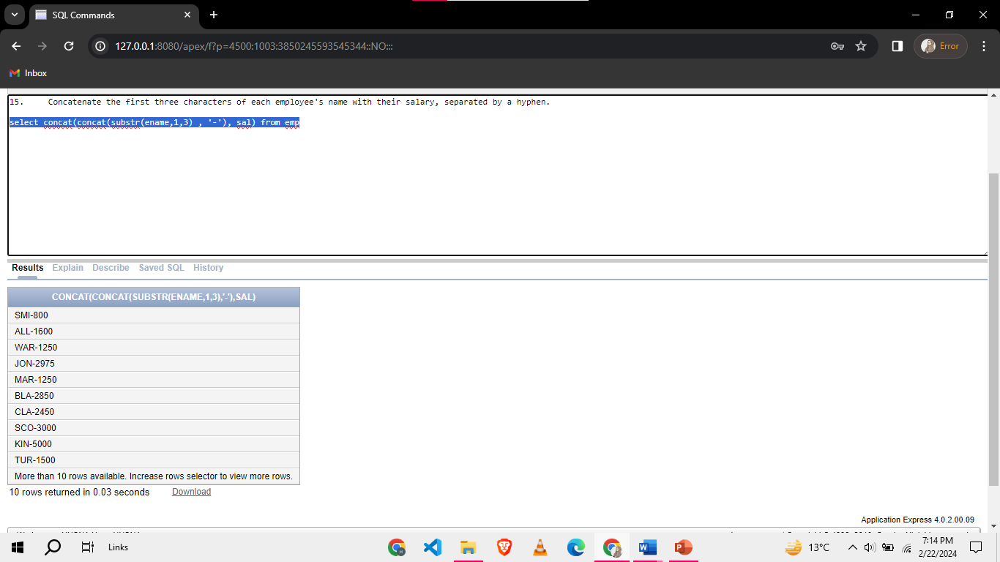 SQL Commands
127.0.0.1:8080/apex/f?p=4500:1003:3850245593545344::NO:::
Error
Inbox
15. Concatenate the first three characters of each employee's name with their salary, separated by a hyphen.
select concat(concat(substr(ename,1,3) , '-'), sal) from emp
Results Explain Describe Saved SQL History
CONCAT(CONCAT(SUBSTR(ENAME,1,3),'-'),SAL)
SMI-800
ALL-1600
WAR-1250
JON-2975
MAR-1250
BLA-2850
CLA-2450
SCO-3000
KIN-5000
TUR-1500
More than 10 rows available. Increase rows selector to view more rows.
10 rows returned in 0.03 seconds Download
Application Express 4.0.2.00.09
Links
13°C
7:14 PM
2/22/2024